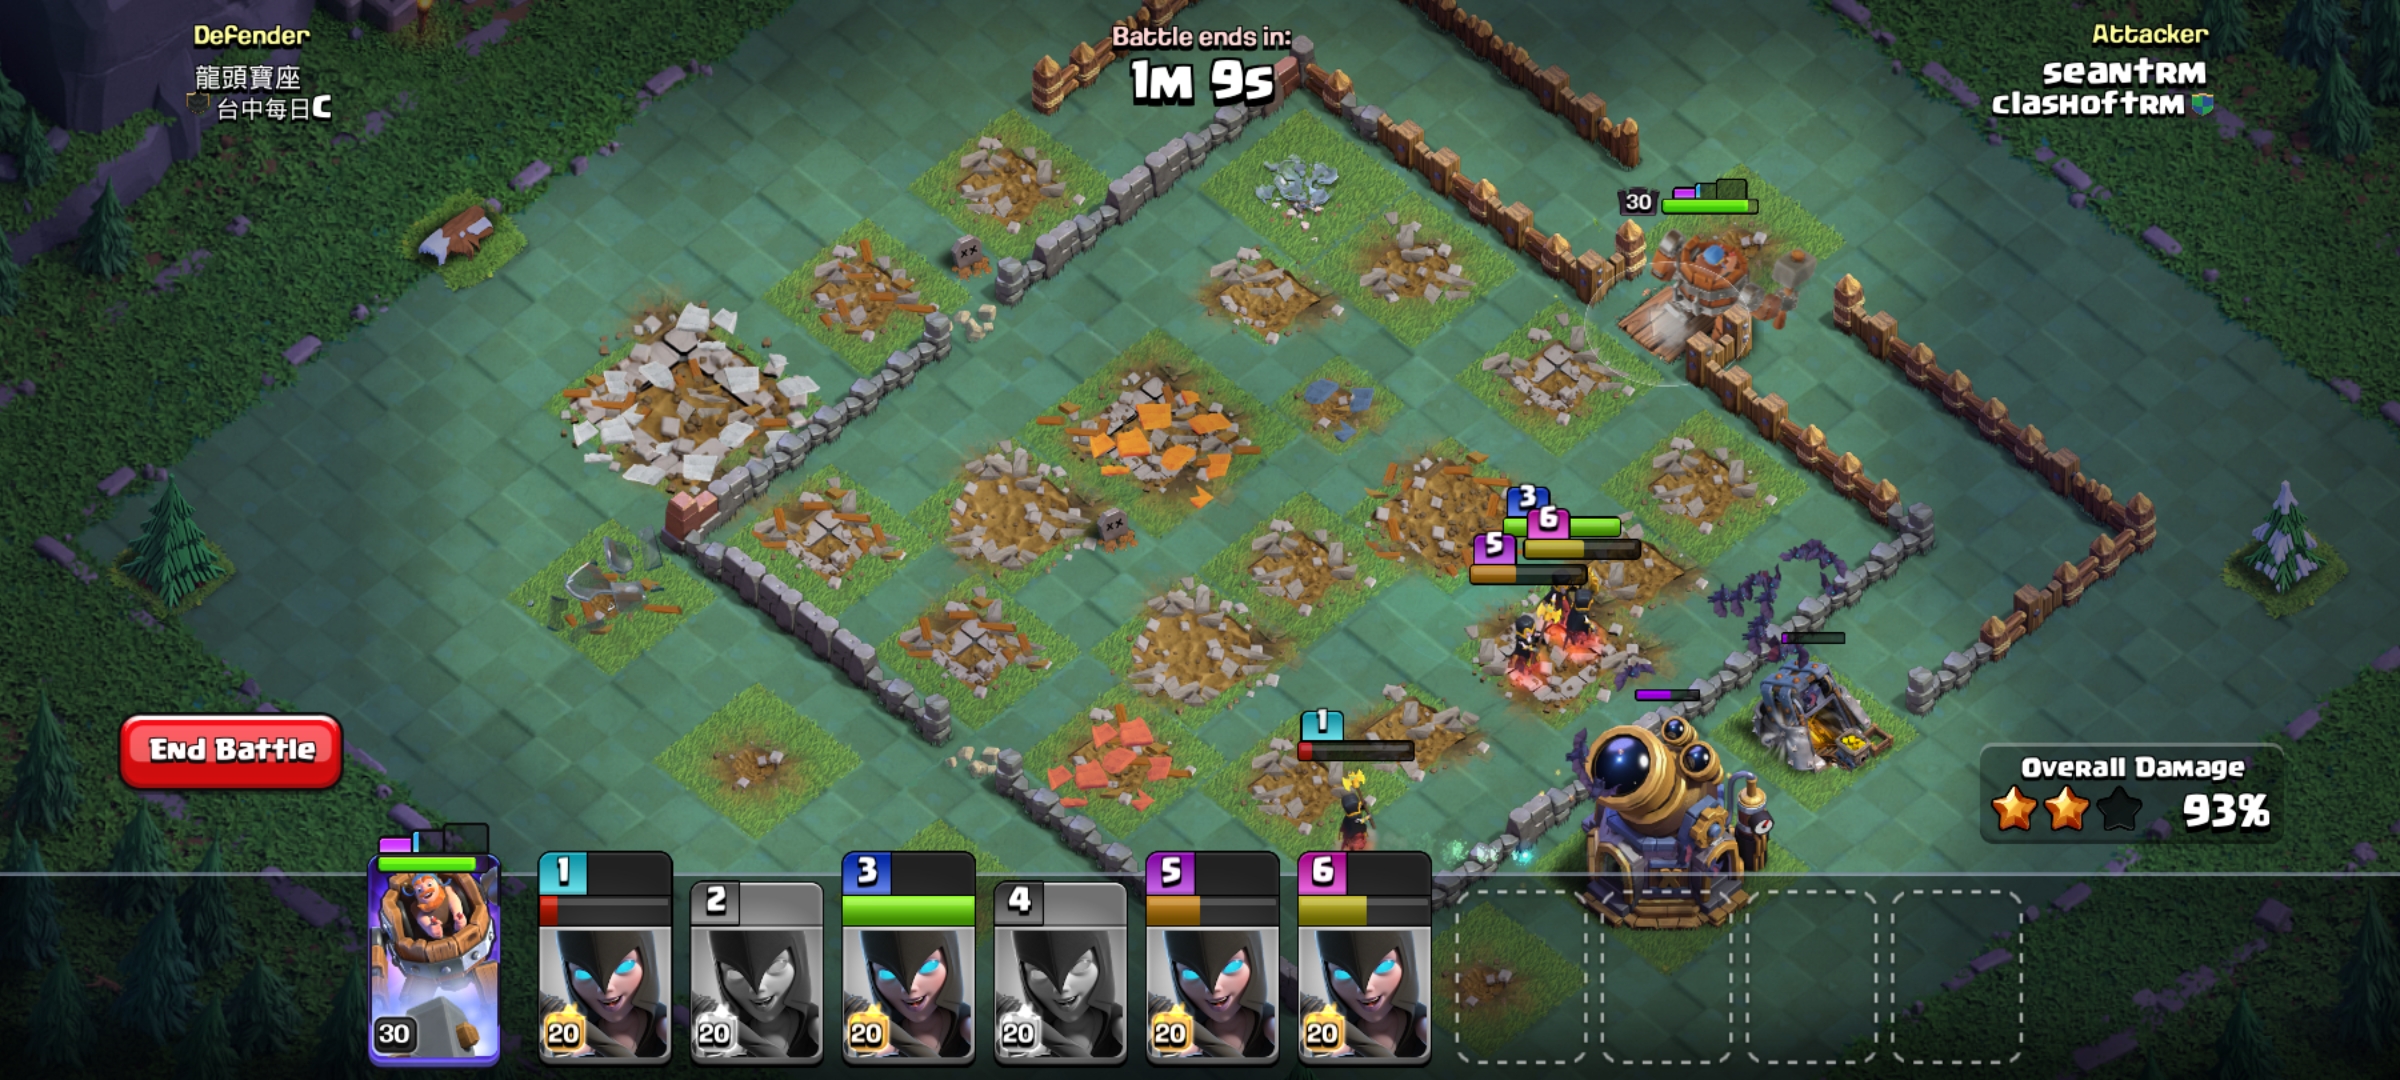 Defender
龍頭寶座
台中每日C
Battle ends in:
1M 9s
Attacker
seantRM
clashoftRM
30
3
6
5
1
End Battle
Overall Damage
93%
1
2
3
4
5
6
30
20
20
20
20
20
20